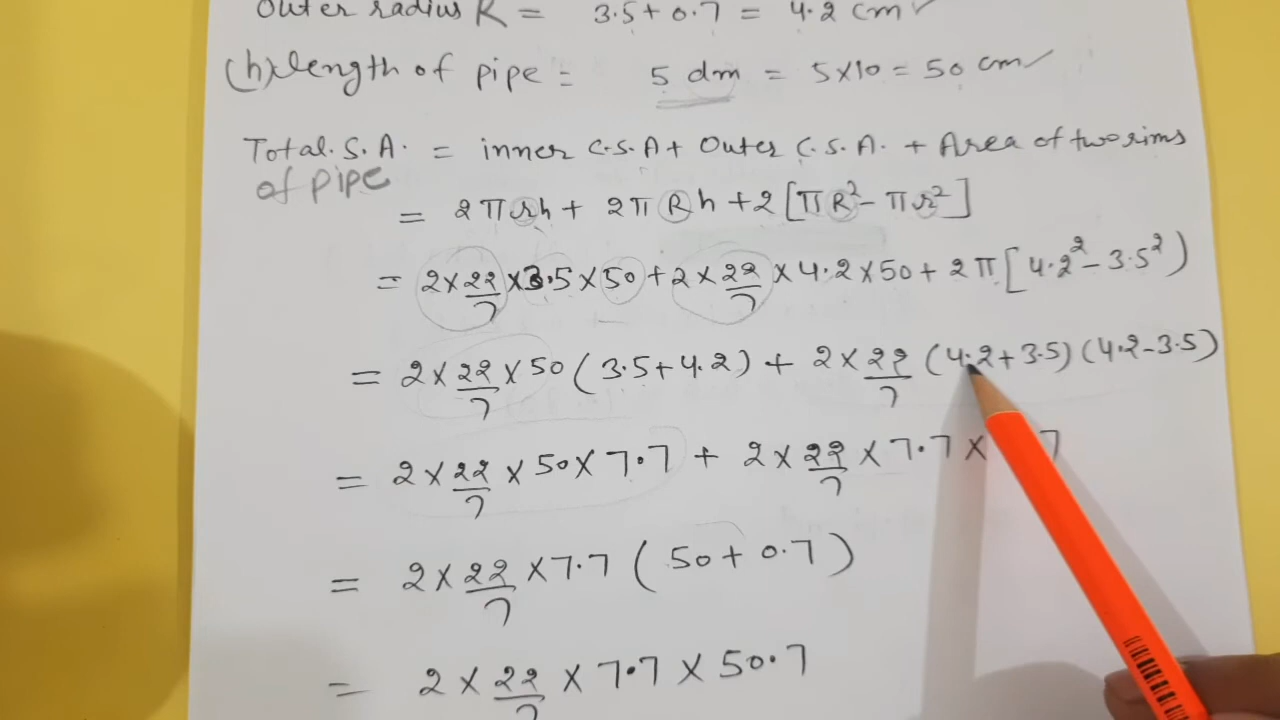 Outer radius R = 3.5 + 0.7 = 4.2 cm ✓
(h) length of pipe = 5 dm = 5×10 = 50 cm ✓
Total. S. A. = inner C.S.A + Outer C.S.A. + Area of two rims
of pipe
= 2πrh + 2πRh + 2[πR² - πr²]
= 2×22/7 ×3.5×50 + 2×22/7 ×4.2×50 + 2π[4.2² - 3.5²)
= 2×22/7 ×50(3.5+4.2) + 2×22/7 (4.2+3.5)(4.2-3.5)
= 2×22/7 ×50×7.7 + 2×22/7 ×7.7× 7
= 2×22/7 ×7.7(50+0.7)
= 2×22/7 ×7.7×50.7